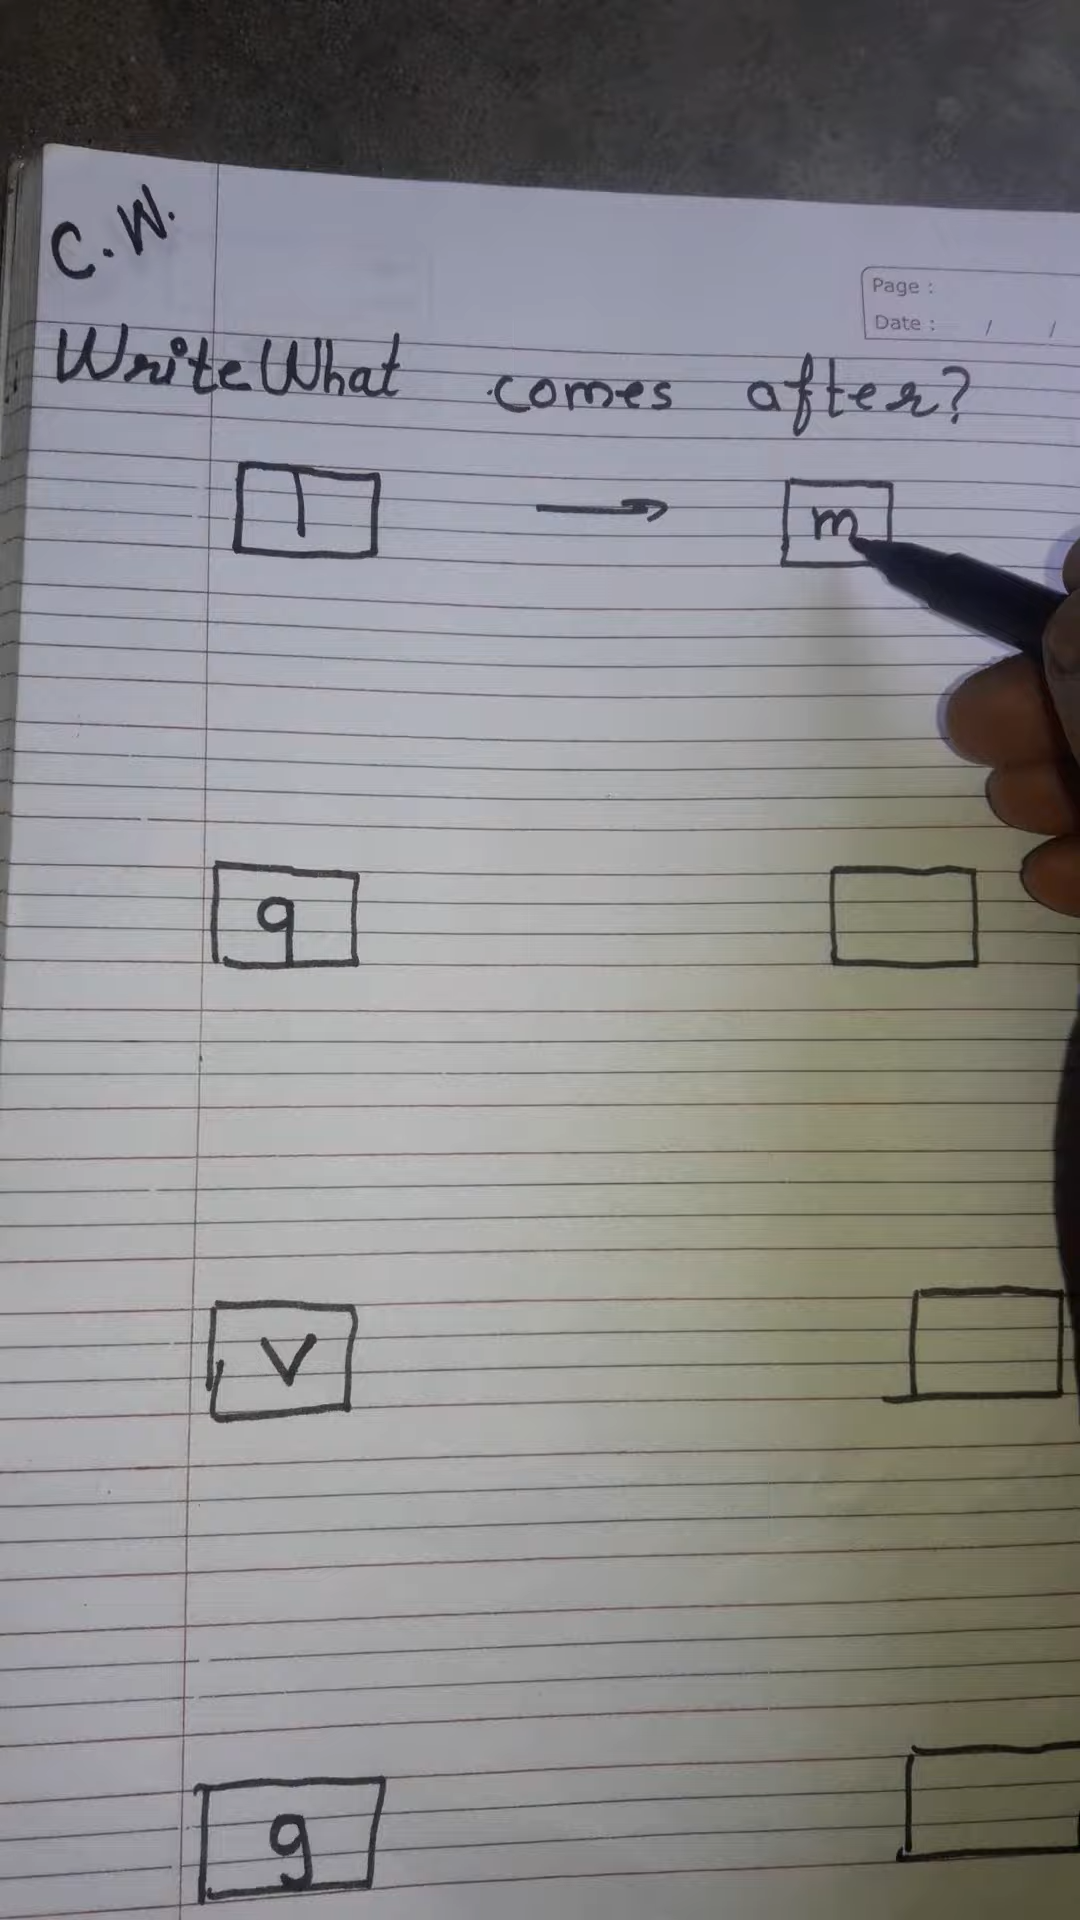 C.W.
Page :
Date : / /
Write What comes after?
l → m
q
v
g